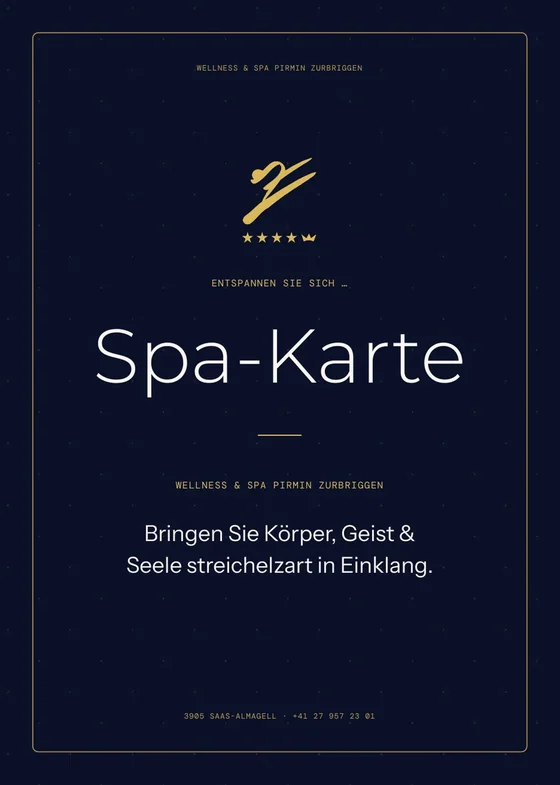 WELLNESS & SPA PIRMIN ZURBRIGGEN
ENTSPANNEN SIE SICH …
Spa-Karte
WELLNESS & SPA PIRMIN ZURBRIGGEN
Bringen Sie Körper, Geist &
Seele streichelzart in Einklang.
3905 SAAS-ALMAGELL · +41 27 957 23 01